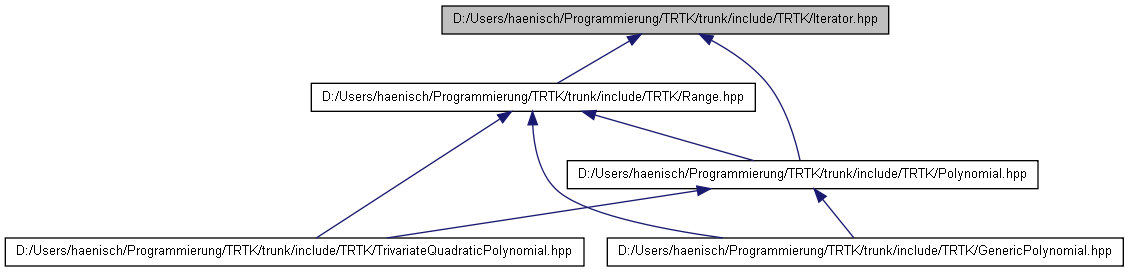 D:/Users/haenisch/Programmierung/TRTK/trunk/include/TRTK/Iterator.hpp
D:/Users/haenisch/Programmierung/TRTK/trunk/include/TRTK/Range.hpp
D:/Users/haenisch/Programmierung/TRTK/trunk/include/TRTK/Polynomial.hpp
D:/Users/haenisch/Programmierung/TRTK/trunk/include/TRTK/TrivariateQuadraticPolynomial.hpp
D:/Users/haenisch/Programmierung/TRTK/trunk/include/TRTK/GenericPolynomial.hpp